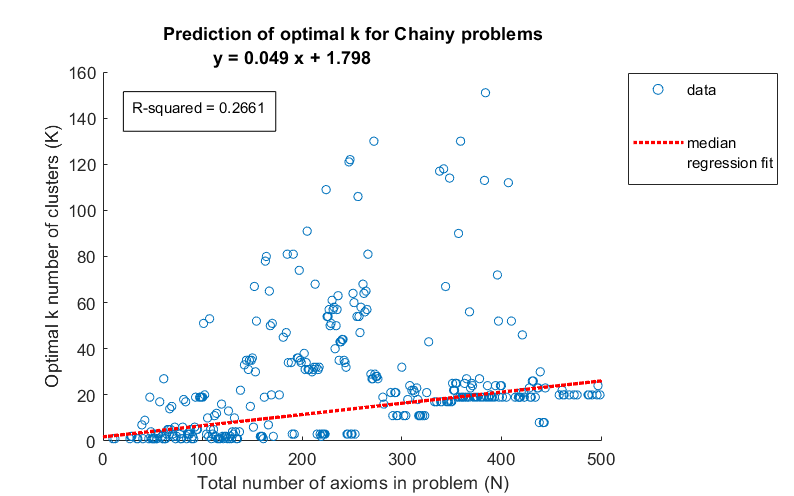 Prediction of optimal k for Chainy problems
y = 0.049 x + 1.798
R-squared = 0.2661
data
median
regression fit
Optimal k number of clusters (K)
160
140
120
100
80
60
40
20
0
0 100 200 300 400 500
Total number of axioms in problem (N)